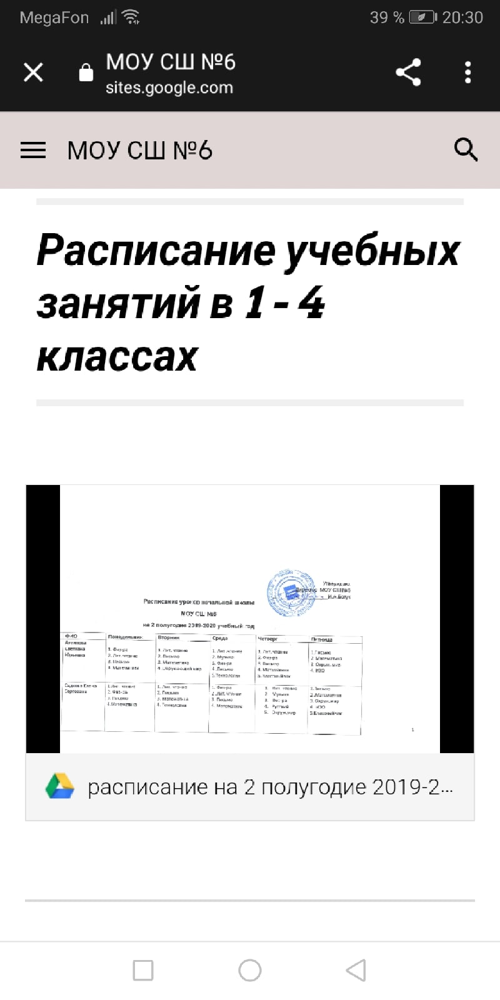 MegaFon 39 % 20:30
МОУ СШ №6
sites.google.com
МОУ СШ №6
Расписание учебных
занятий в 1 - 4
классах
Утверждаю
Директор МОУ СШ№6
Расписание уроков начальной школы
МОУ СШ №6
на 2 полугодие 2019-2020 учебный год
ФИО Понедельник Вторник Среда Четверг Пятница
Светлана
Юрьевна
1. Физ-ра
2. Лит.чтение
3. Письмо
4. Математика
1. Лит.чтение
2. Письмо
3. Математика
4. Окружающий мир
1. Лит.чтение
2. Музыка
3. Физ-ра
4. Письмо
5. Технология
1. Лит.чтение
2. Физ-ра
3. Письмо
4. Математика
5. Классный час
1.Письмо
2. Математика
3. Окруж.мир
4. ИЗО
Елена
Сергеевна
1.Лит. чтение
2. Физ-ра
3. Письмо
4.Математика
1. Лит. чтение
2. Письмо
3. Математика
4. Технология
1. Физ-ра
2. Лит.чтение
3. Письмо
4. Математика
1. Лит. чтение
2. Музыка
3. Физ-ра
4. Русский
5. Окруж.мир
1.Письмо
2.Математика
3. Окруж.мир
4. ИЗО
5.Классный час
1
расписание на 2 полугодие 2019-2...